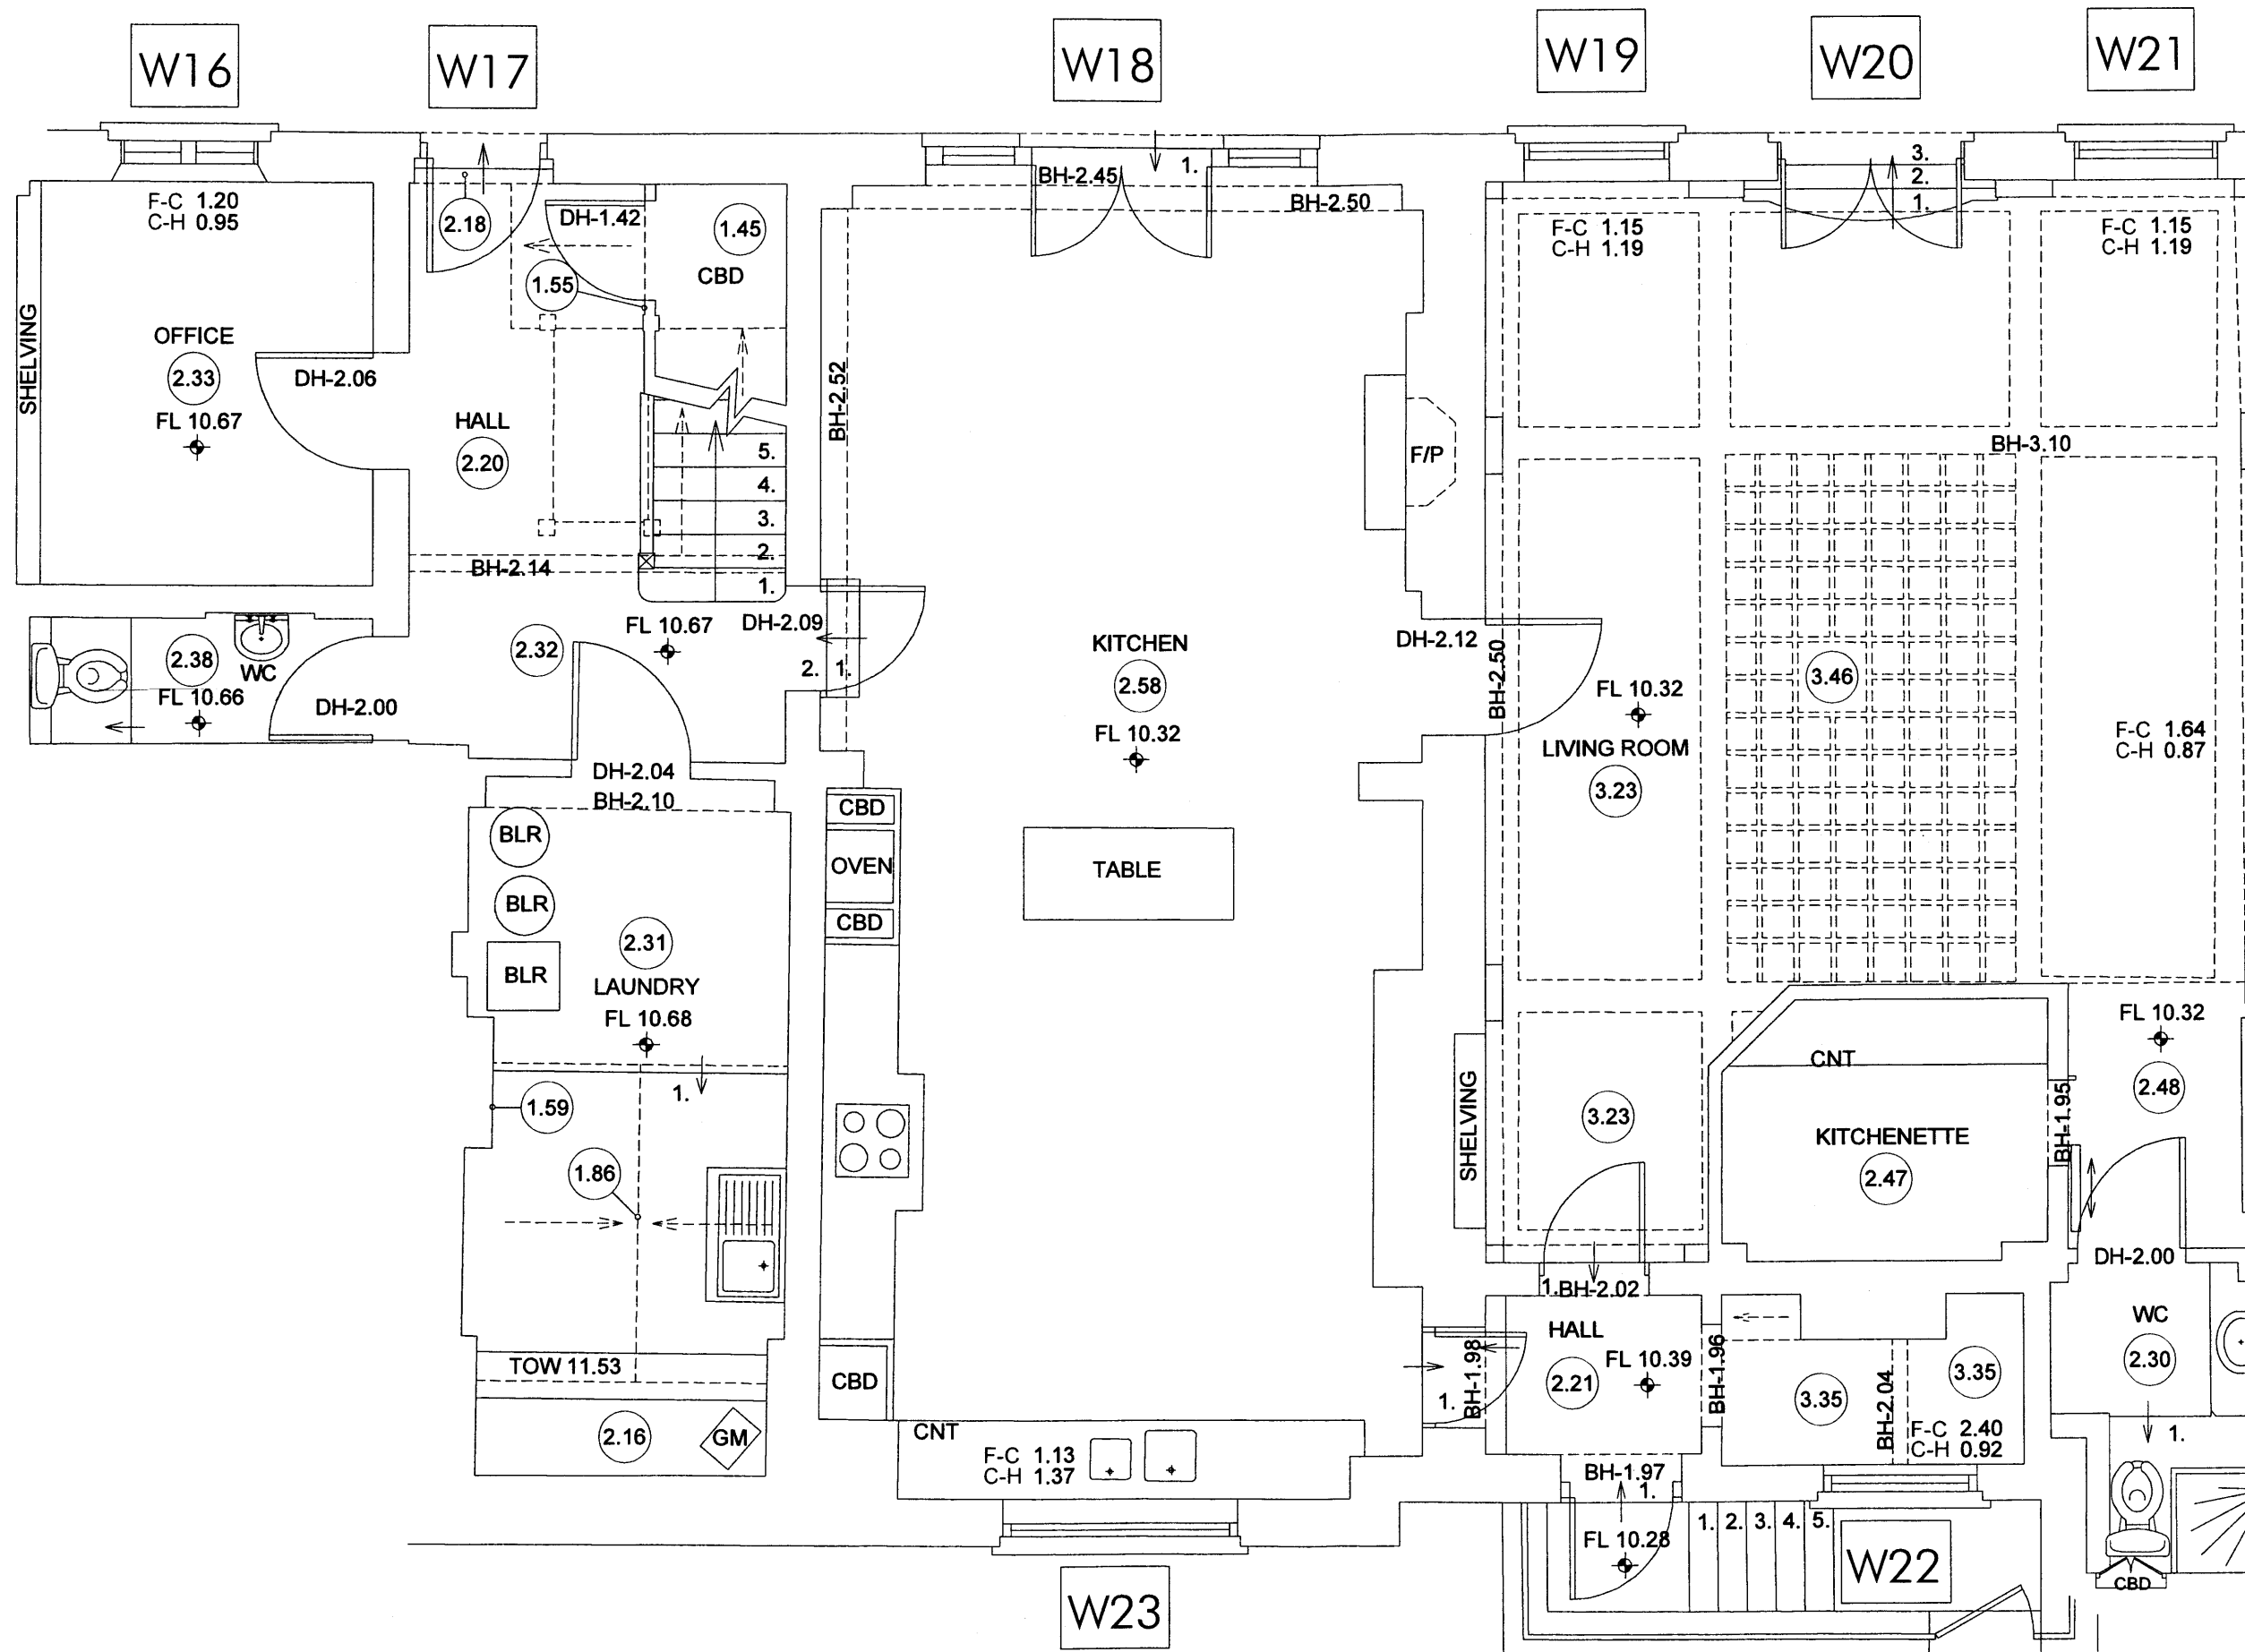 W16
W17
W18
W19
W20
W21
F-C 1.20
C-H 0.95
SHELVING
OFFICE
2.33
FL 10.67
DH-2.06
2.18
DH-1.42
1.45
CBD
1.55
HALL
2.20
5.
4.
3.
2.
1.
BH-2.14
BH-2.52
BH-2.45
1.
BH-2.50
F/P
F-C 1.15
C-H 1.19
3.
2.
1.
F-C 1.15
C-H 1.19
BH-3.10
2.38
WC
FL 10.66
DH-2.00
2.32
FL 10.67
DH-2.09
2.
1.
KITCHEN
2.58
FL 10.32
DH-2.12
BH-2.50
FL 10.32
LIVING ROOM
3.23
3.46
F-C 1.64
C-H 0.87
DH-2.04
BH-2.10
BLR
BLR
BLR
2.31
LAUNDRY
FL 10.68
CBD
OVEN
CBD
TABLE
1.
1.59
1.86
TOW 11.53
2.16
GM
CBD
CNT
F-C 1.13
C-H 1.37
SHELVING
3.23
CNT
KITCHENETTE
2.47
BH-1.95
FL 10.32
2.48
DH-2.00
1.
BH-2.02
HALL
2.21
FL 10.39
BH-1.98
1.
BH-1.96
3.35
BH-2.04
3.35
F-C 2.40
C-H 0.92
WC
2.30
1.
BH-1.97
1.
FL 10.28
1.
2.
3.
4.
5.
W22
CBD
W23